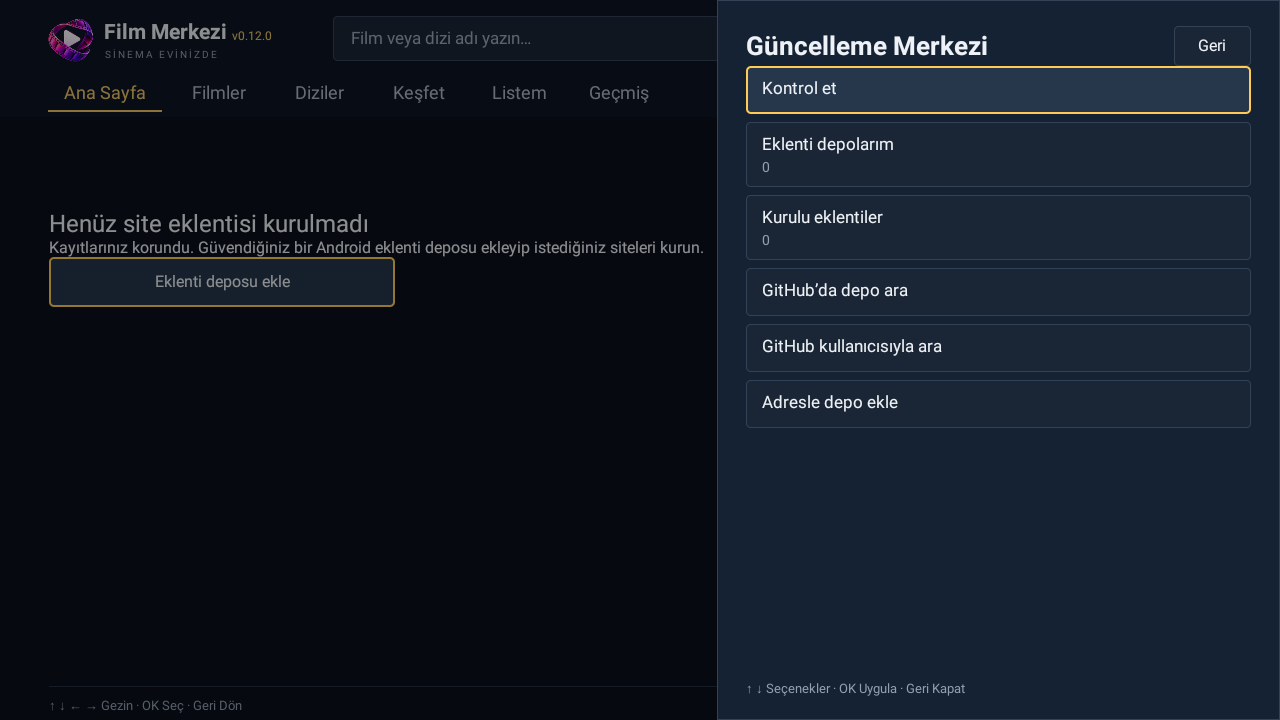 Film Merkezi v0.12.0
SİNEMA EVİNİZDE
Film veya dizi adı yazın…
Ana Sayfa
Filmler
Diziler
Keşfet
Listem
Geçmiş
Henüz site eklentisi kurulmadı
Kayıtlarınız korundu. Güvendiğiniz bir Android eklenti deposu ekleyip istediğiniz siteleri kurun.
Eklenti deposu ekle
↑ ↓ ← → Gezin · OK Seç · Geri Dön
Güncelleme Merkezi
Geri
Kontrol et
Eklenti depolarım
0
Kurulu eklentiler
0
GitHub’da depo ara
GitHub kullanıcısıyla ara
Adresle depo ekle
↑ ↓ Seçenekler · OK Uygula · Geri Kapat